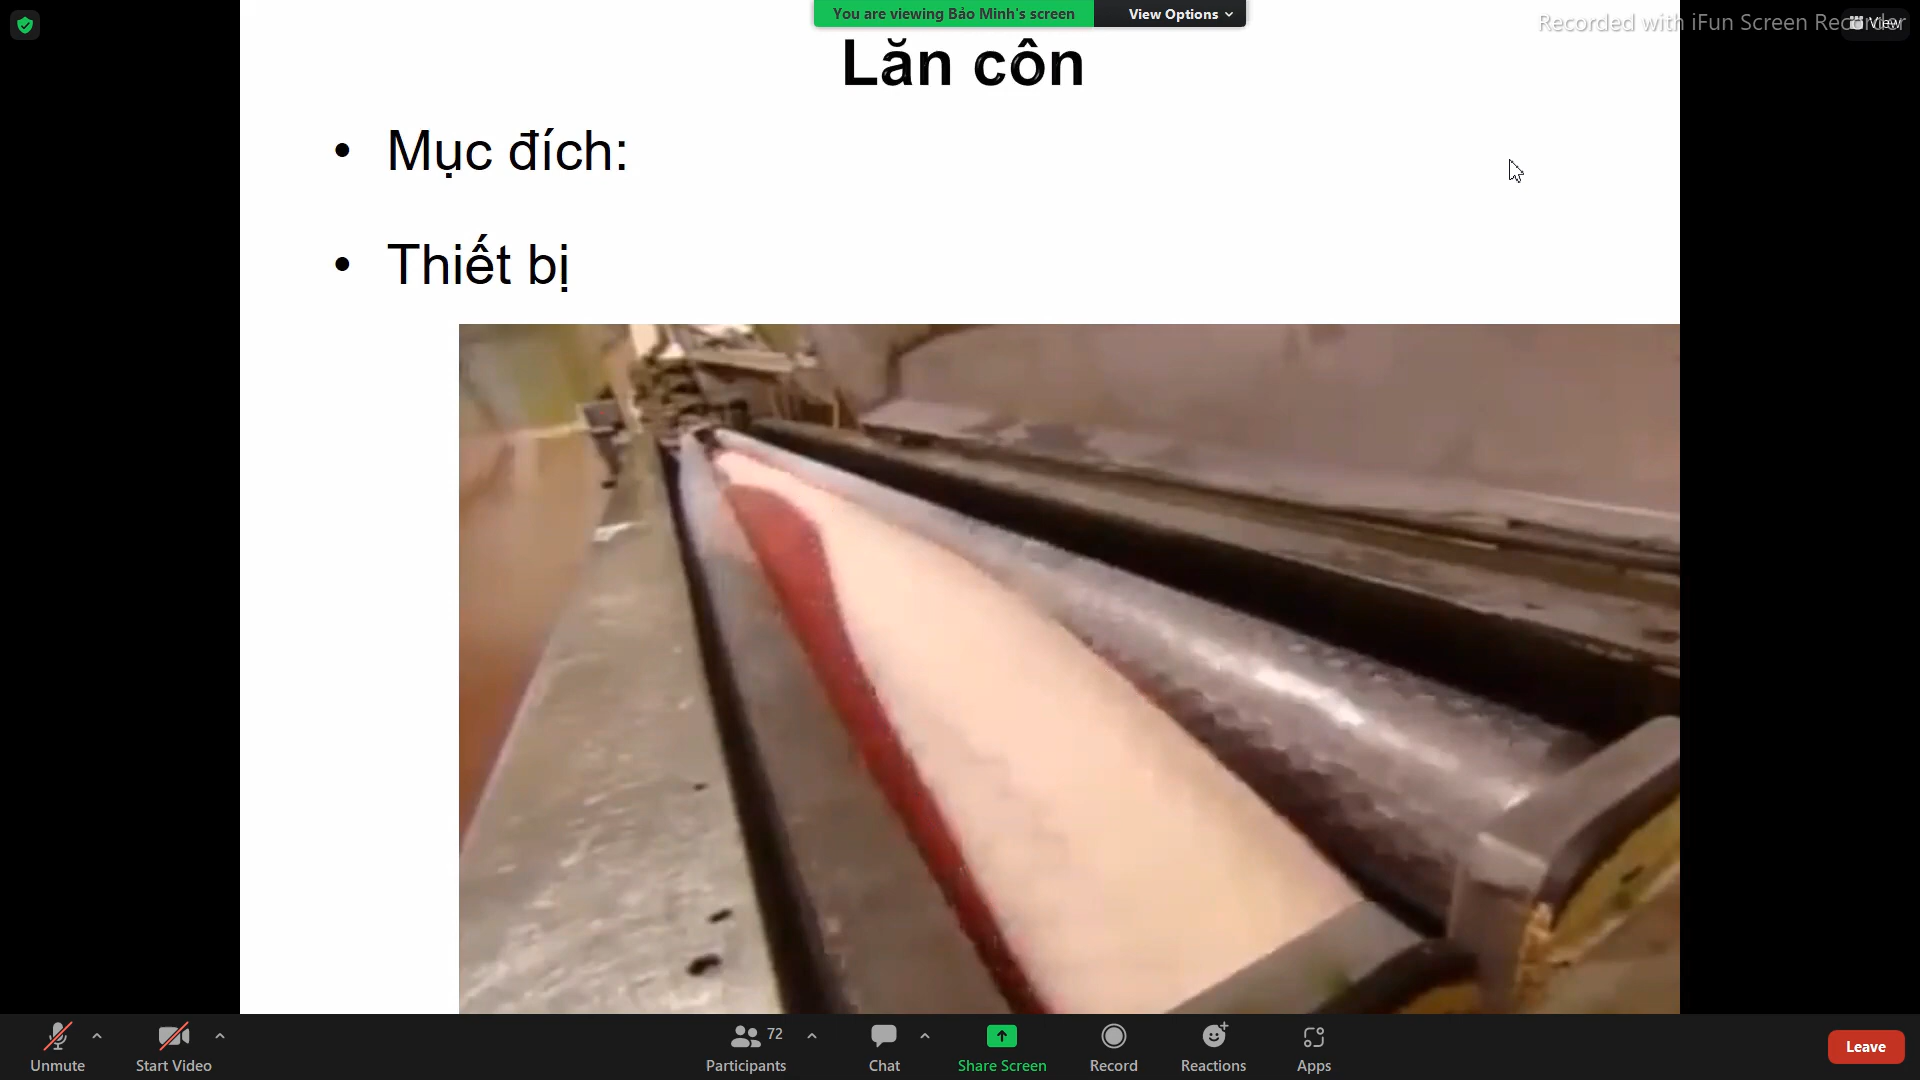 You are viewing Bảo Minh's screen
View Options
Recorded with iFun Screen Recorder
View
Lăn côn
• Mục đích:
• Thiết bị
Unmute
Start Video
72
Participants
Chat
Share Screen
Record
Reactions
Apps
Leave